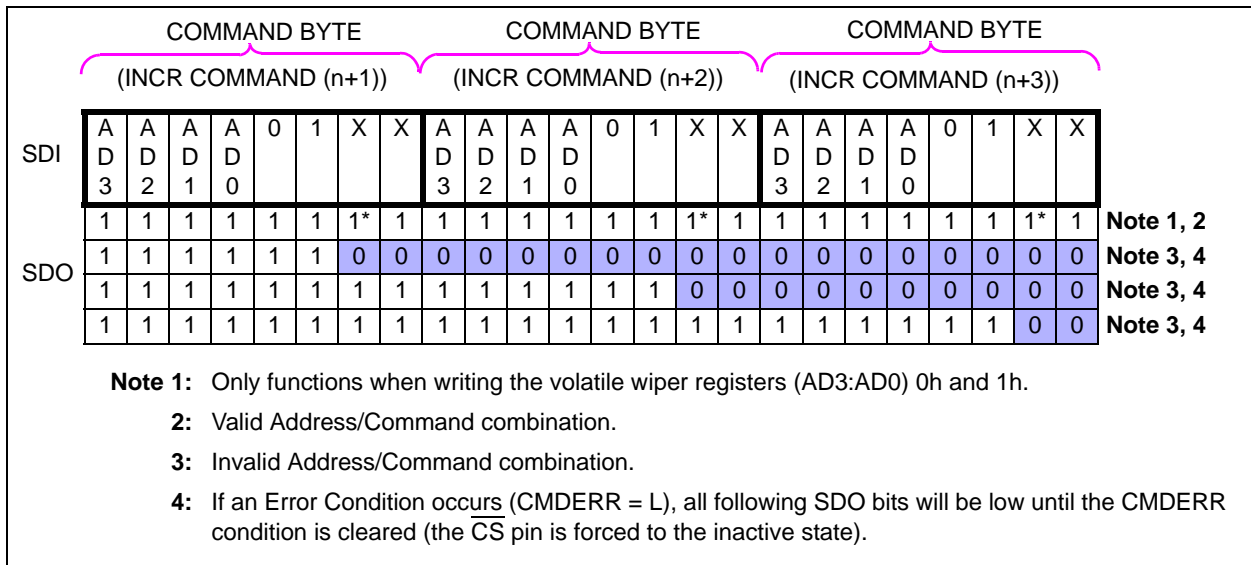 COMMAND BYTE COMMAND BYTE COMMAND BYTE
(INCR COMMAND (n+1)) (INCR COMMAND (n+2)) (INCR COMMAND (n+3))
SDI
A A A A 0 1 X X A A A A 0 1 X X A A A A 0 1 X X
D D D D D D D D D D D D
3 2 1 0 3 2 1 0 3 2 1 0
SDO
1 1 1 1 1 1 1* 1 1 1 1 1 1 1 1* 1 1 1 1 1 1 1 1* 1 Note 1, 2
1 1 1 1 1 1 0 0 0 0 0 0 0 0 0 0 0 0 0 0 0 0 0 0 Note 3, 4
1 1 1 1 1 1 1 1 1 1 1 1 1 1 0 0 0 0 0 0 0 0 0 0 Note 3, 4
1 1 1 1 1 1 1 1 1 1 1 1 1 1 1 1 1 1 1 1 1 1 0 0 Note 3, 4
Note 1: Only functions when writing the volatile wiper registers (AD3:AD0) 0h and 1h.
2: Valid Address/Command combination.
3: Invalid Address/Command combination.
4: If an Error Condition occurs (CMDERR = L), all following SDO bits will be low until the CMDERR
condition is cleared (the C̅S̅ pin is forced to the inactive state).